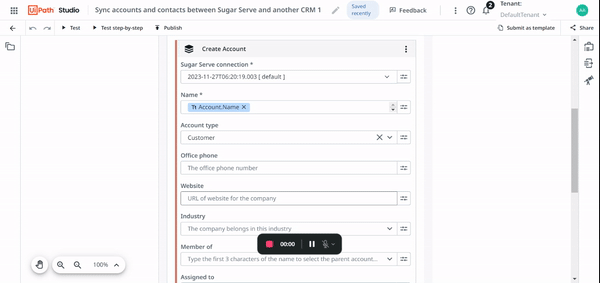 UiPath Studio
Sync accounts and contacts between Sugar Serve and another CRM 1
Saved recently
Feedback
2
Tenant:
DefaultTenant
AA
Test
Test step-by-step
Publish
Submit as template
Share
Create Account
Sugar Serve connection *
2023-11-27T06:20:19.003 [ default ]
Name *
Account.Name
Account type
Customer
Office phone
The office phone number
Website
URL of website for the company
Industry
The company belongs in this industry
00:00
Member of
Type the first 3 characters of the name to select the parent account...
Assigned to
100%